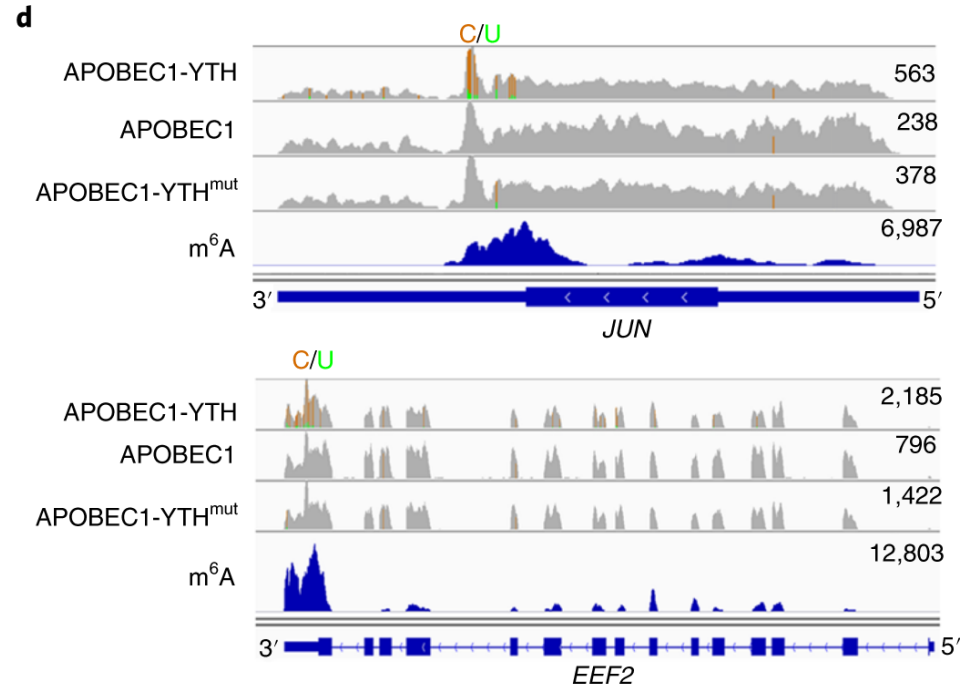 d
C/U
APOBEC1-YTH 563
APOBEC1 238
APOBEC1-YTHmut 378
m6A 6,987
3′ 5′
JUN
C/U
APOBEC1-YTH 2,185
APOBEC1 796
APOBEC1-YTHmut 1,422
m6A 12,803
3′ 5′
EEF2